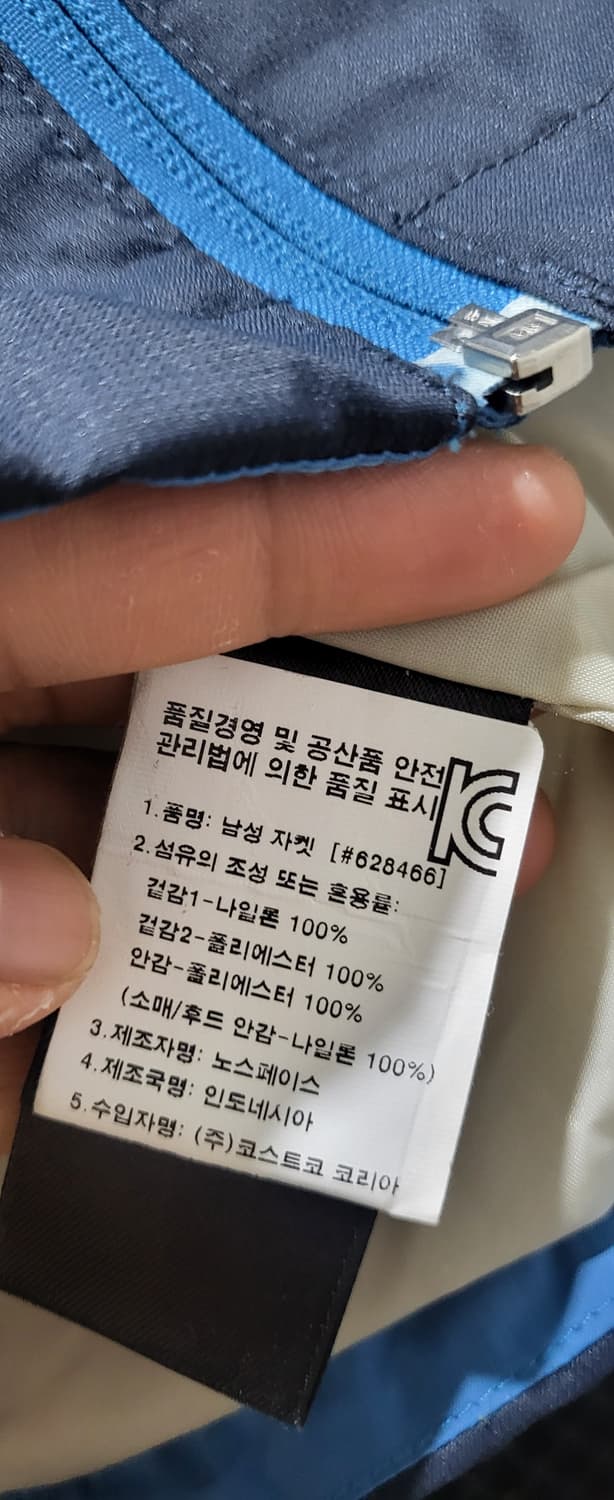 품질경영 및 공산품 안전
관리법에 의한 품질 표시
1.품명: 남성 자켓 [#628466]
2.섬유의 조성 또는 혼용률:
겉감1-나일론 100%
겉감2-폴리에스터 100%
안감-폴리에스터 100%
(소매/후드 안감-나일론 100%)
3.제조자명: 노스페이스
4.제조국명: 인도네시아
5.수입자명: (주)코스트코 코리아